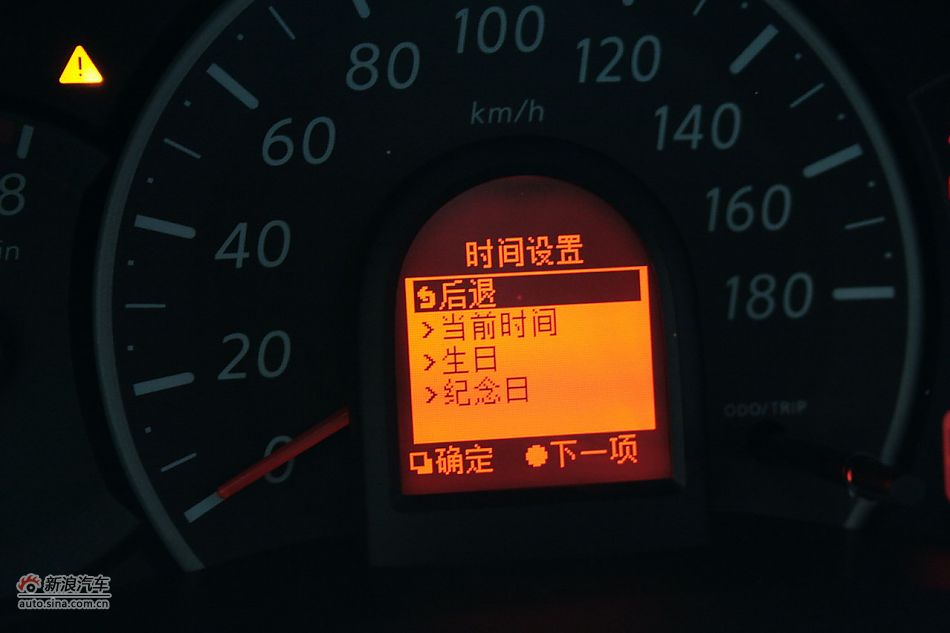 100
80
120
km/h
60
140
8
160
in
40
时间设置
后退
180
>当前时间
20
>生日
>纪念日
ODO/TRIP
0
确定 下一项
新浪汽车
auto.sina.com.cn